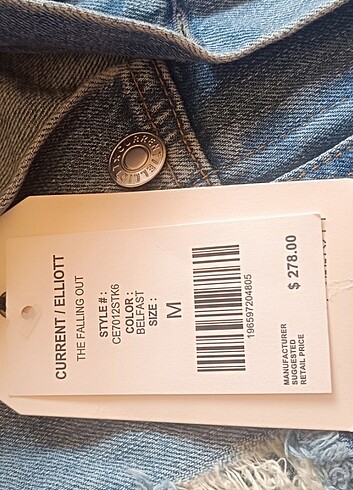 CURRENT / ELLIOTT
THE FALLING OUT
STYLE # :
CE7012STK6
COLOR :
BELFAST
SIZE :
M
196597204805
MANUFACTURER
SUGGESTED
RETAIL PRICE
$ 278.00